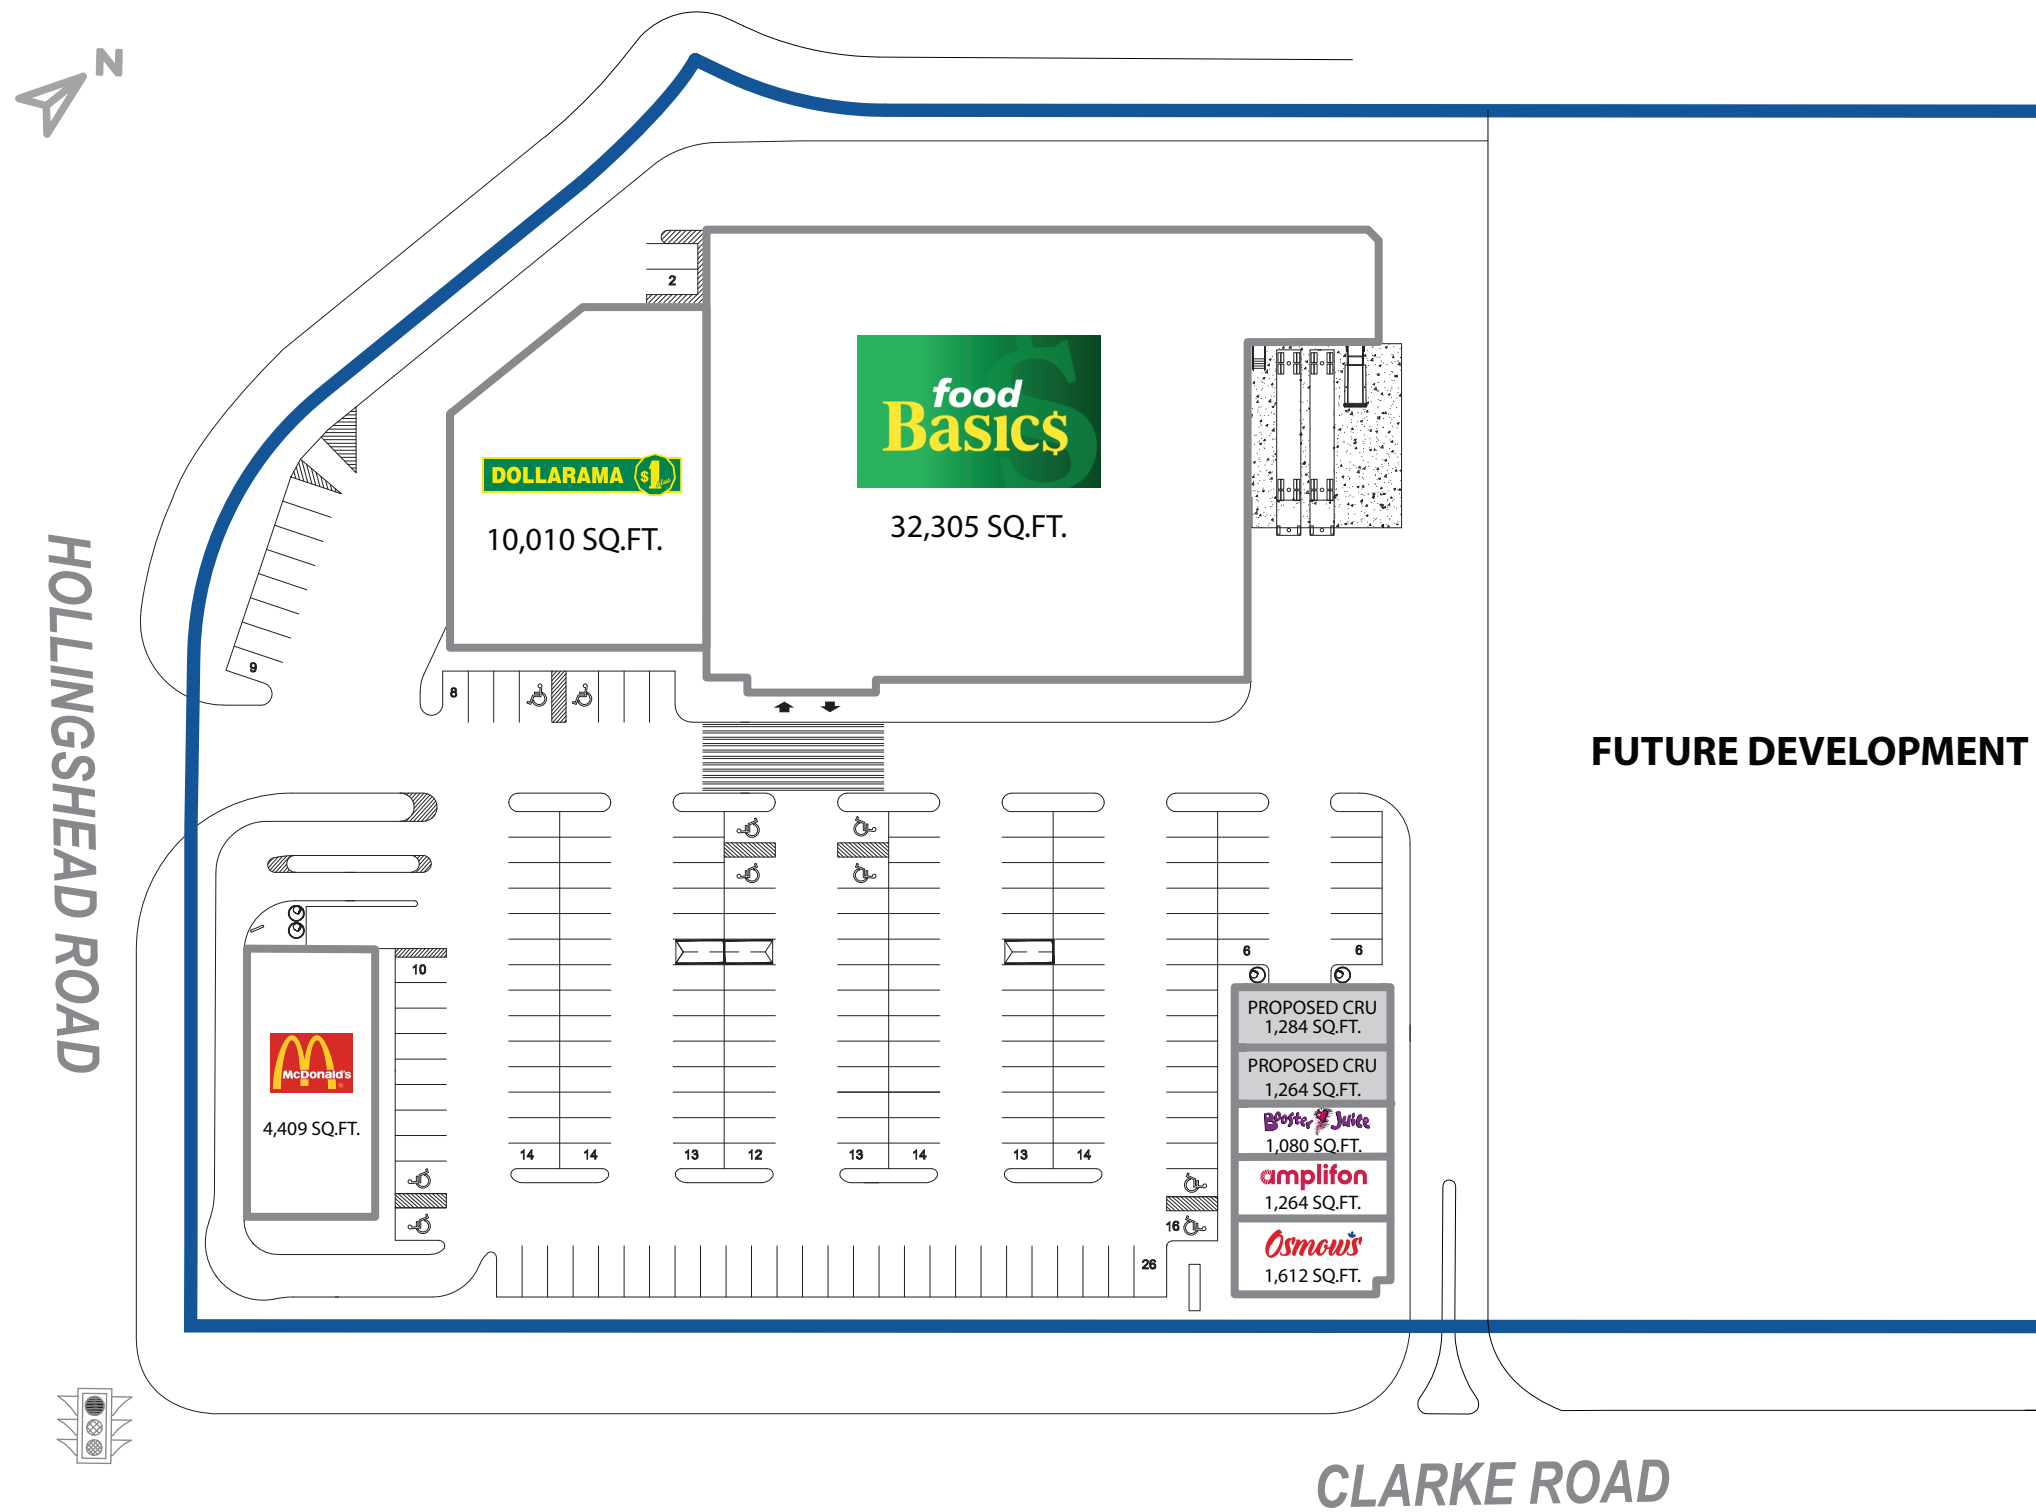 N
2
food
Basic$
32,305 SQ.FT.
DOLLARAMA $1 plus
10,010 SQ.FT.
HOLLINGSHEAD ROAD
9
8
FUTURE DEVELOPMENT
10
6
6
McDonald's
4,409 SQ.FT.
PROPOSED CRU
1,284 SQ.FT.
PROPOSED CRU
1,264 SQ.FT.
Booster Juice
1,080 SQ.FT.
14
14
13
12
13
14
13
14
amplifon
1,264 SQ.FT.
16
Osmow's
1,612 SQ.FT.
26
CLARKE ROAD